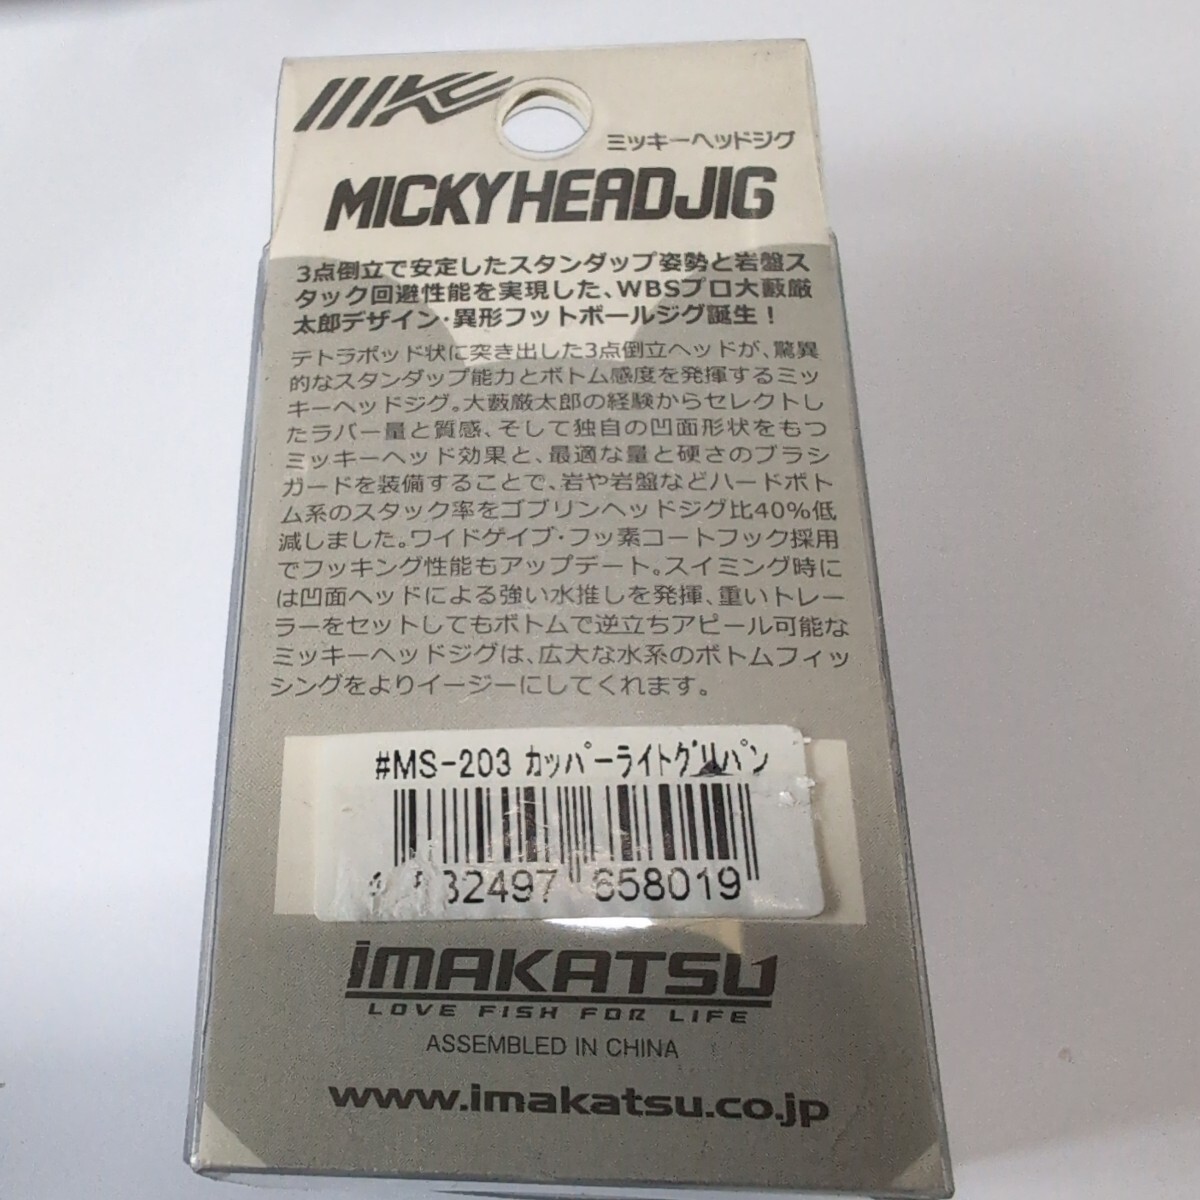 ミッキーヘッドジグ
MICKYHEADJIG
3点倒立で安定したスタンダップ姿勢と岩盤ス
タック回避性能を実現した、WBSプロ大藪厳
太郎デザイン・異形フットボールジグ誕生！
テトラポッド状に突き出した3点倒立ヘッドが、驚異
的なスタンダップ能力とボトム感度を発揮するミッ
キーヘッドジグ。大藪厳太郎の経験からセレクトし
たラバー量と質感、そして独自の凹面形状をもつ
ミッキーヘッド効果と、最適な量と硬さのブラシ
ガードを装備することで、岩や岩盤などハードボト
ム系のスタック率をゴブリンヘッドジグ比40%低
減しました。ワイドゲイブ・フッ素コートフック採用
でフッキング性能もアップデート。スイミング時に
は凹面ヘッドによる強い水推しを発揮、重いトレー
ラーをセットしてもボトムで逆立ちアピール可能な
ミッキーヘッドジグは、広大な水系のボトムフィッ
シングをよりイージーにしてくれます。
#MS-203 カッパーライトグリパン
32497 658019
IMAKATSU
LOVE FISH FOR LIFE
ASSEMBLED IN CHINA
www.imakatsu.co.jp